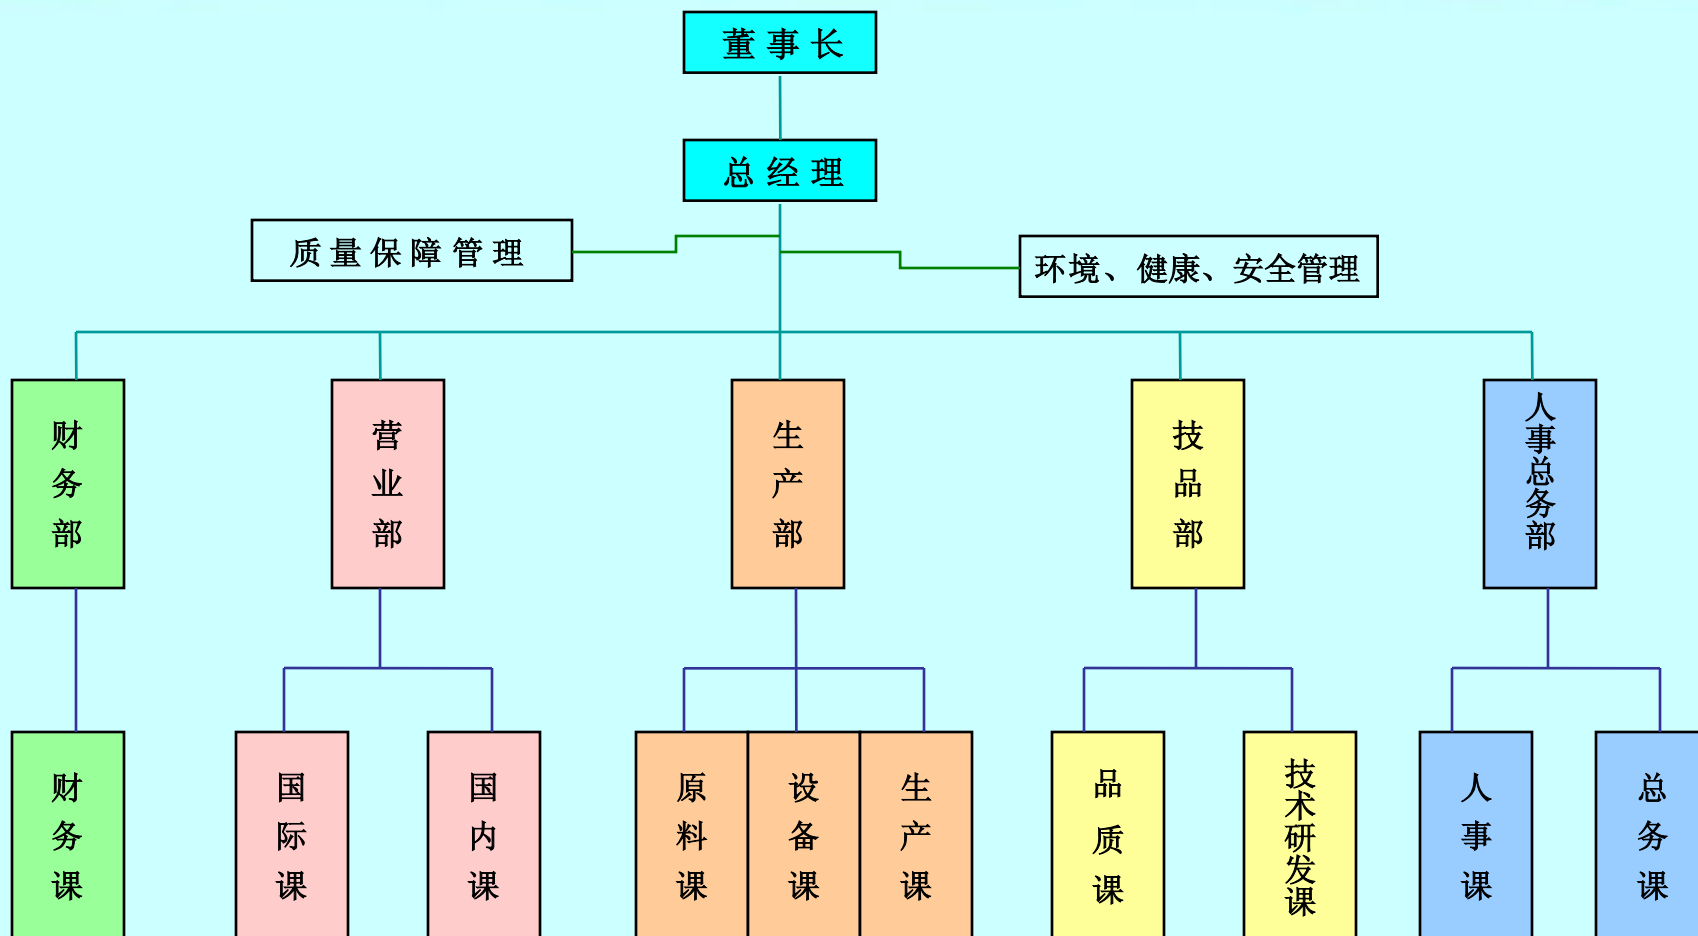 董事长
总经理
质量保障管理
环境、健康、安全管理
财务部
营业部
生产部
技品部
人事总务部
财务课
国际课
国内课
原料课
设备课
生产课
品质课
技术研发课
人事课
总务课